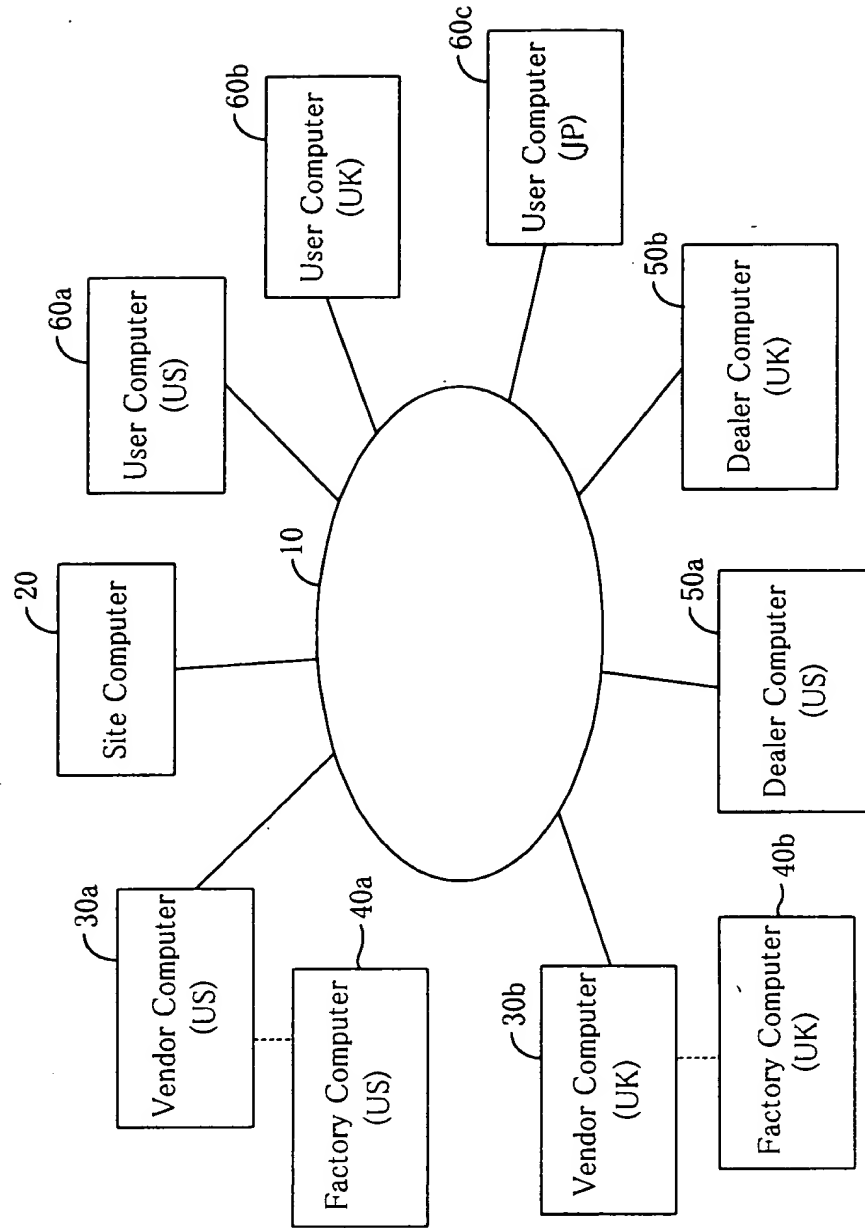 30a
Vendor Computer
(US)
40a
Factory Computer
(US)
20
Site Computer
60a
User Computer
(US)
60b
User Computer
(UK)
10
60c
User Computer
(JP)
30b
Vendor Computer
(UK)
40b
Factory Computer
(UK)
50a
Dealer Computer
(US)
50b
Dealer Computer
(UK)